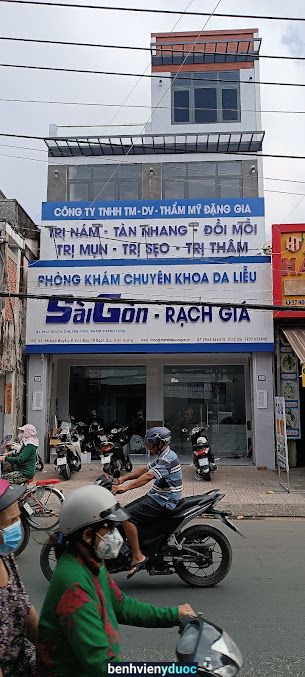 CÔNG TY TNHH TM - DV - THẨM MỸ ĐẶNG GIA
TRỊ NÁM - TÀN NHANG - ĐỒI MỒI
TRỊ MỤN - TRỊ SẸO - TRỊ THÂM
PHÒNG KHÁM CHUYÊN KHOA DA LIỄU
SàiGòn - RẠCH GIÁ
benhvienyduoc.com